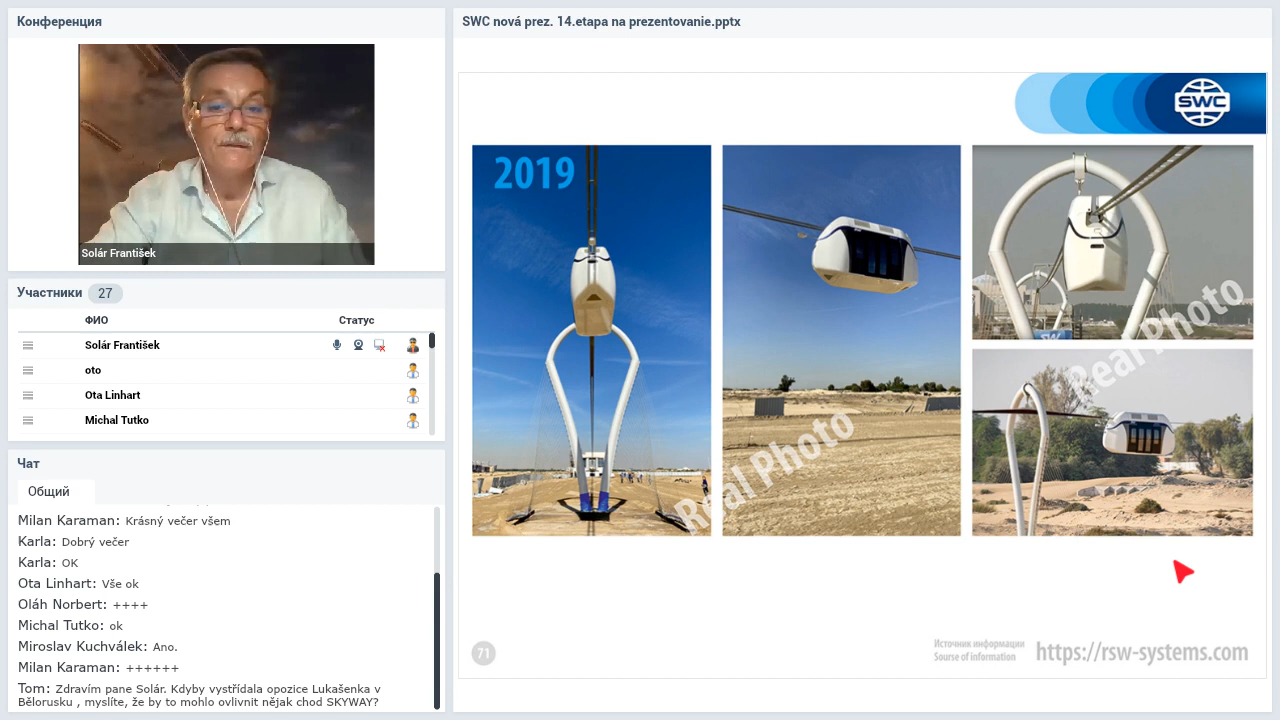 Конференция
Solár František
Участники 27
ФИО Статус
Solár František
oto
Ota Linhart
Michal Tutko
Чат
Общий
Milan Karaman: Krásný večer všem
Karla: Dobrý večer
Karla: OK
Ota Linhart: Vše ok
Oláh Norbert: ++++
Michal Tutko: ok
Miroslav Kuchválek: Ano.
Milan Karaman: ++++++
Tom: Zdravím pane Solár. Kdyby vystřídala opozice Lukašenka v
Bělorusku , myslíte, že by to mohlo ovlivnit nějak chod SKYWAY?
SWC nová prez. 14.etapa na prezentovanie.pptx
SWC
2019
Real Photo
Real Photo
71
Источник информации
Sourse of information
https://rsw-systems.com